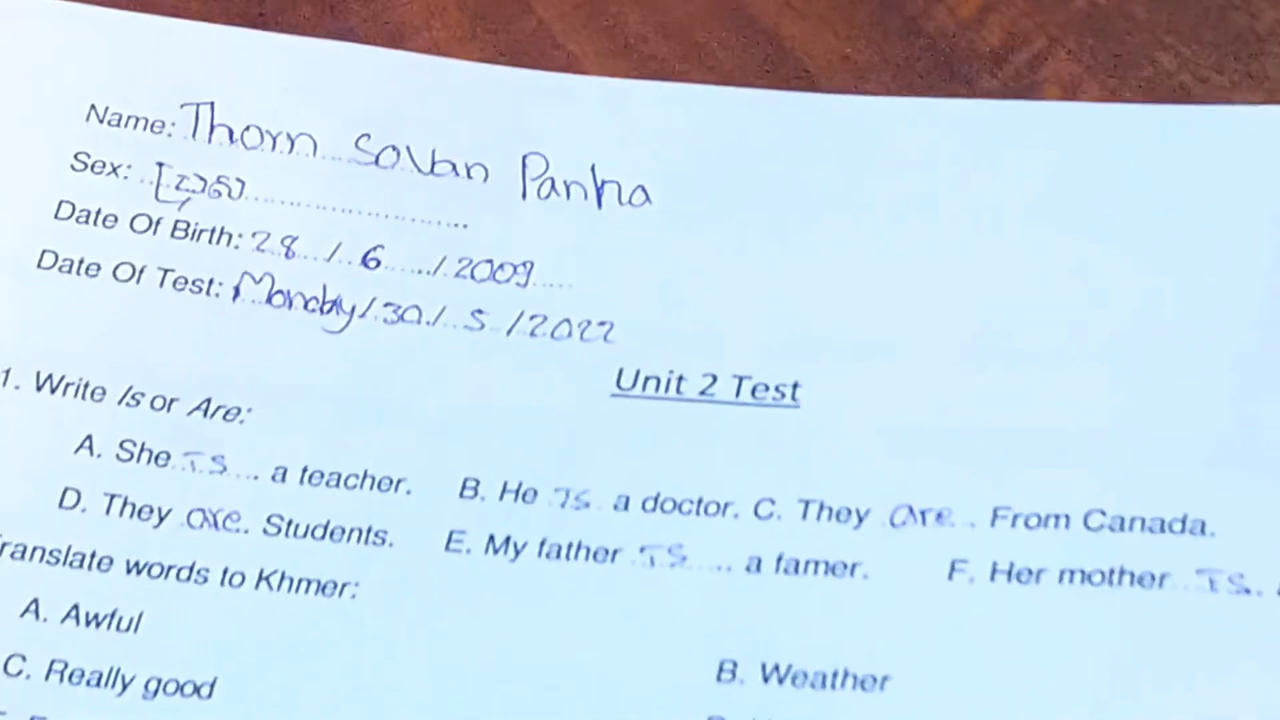 Name: Thorn Sovan Panha
Sex: ប្រុស
Date Of Birth: 28 / 6 / 2009
Date Of Test: Monday / 30 / 5 / 2022
Unit 2 Test
1. Write Is or Are:
A. She IS a teacher. B. He Is a doctor. C. They are. From Canada.
D. They are. Students. E. My father IS a famer. F. Her mother IS.
ranslate words to Khmer:
A. Awful
B. Weather
C. Really good